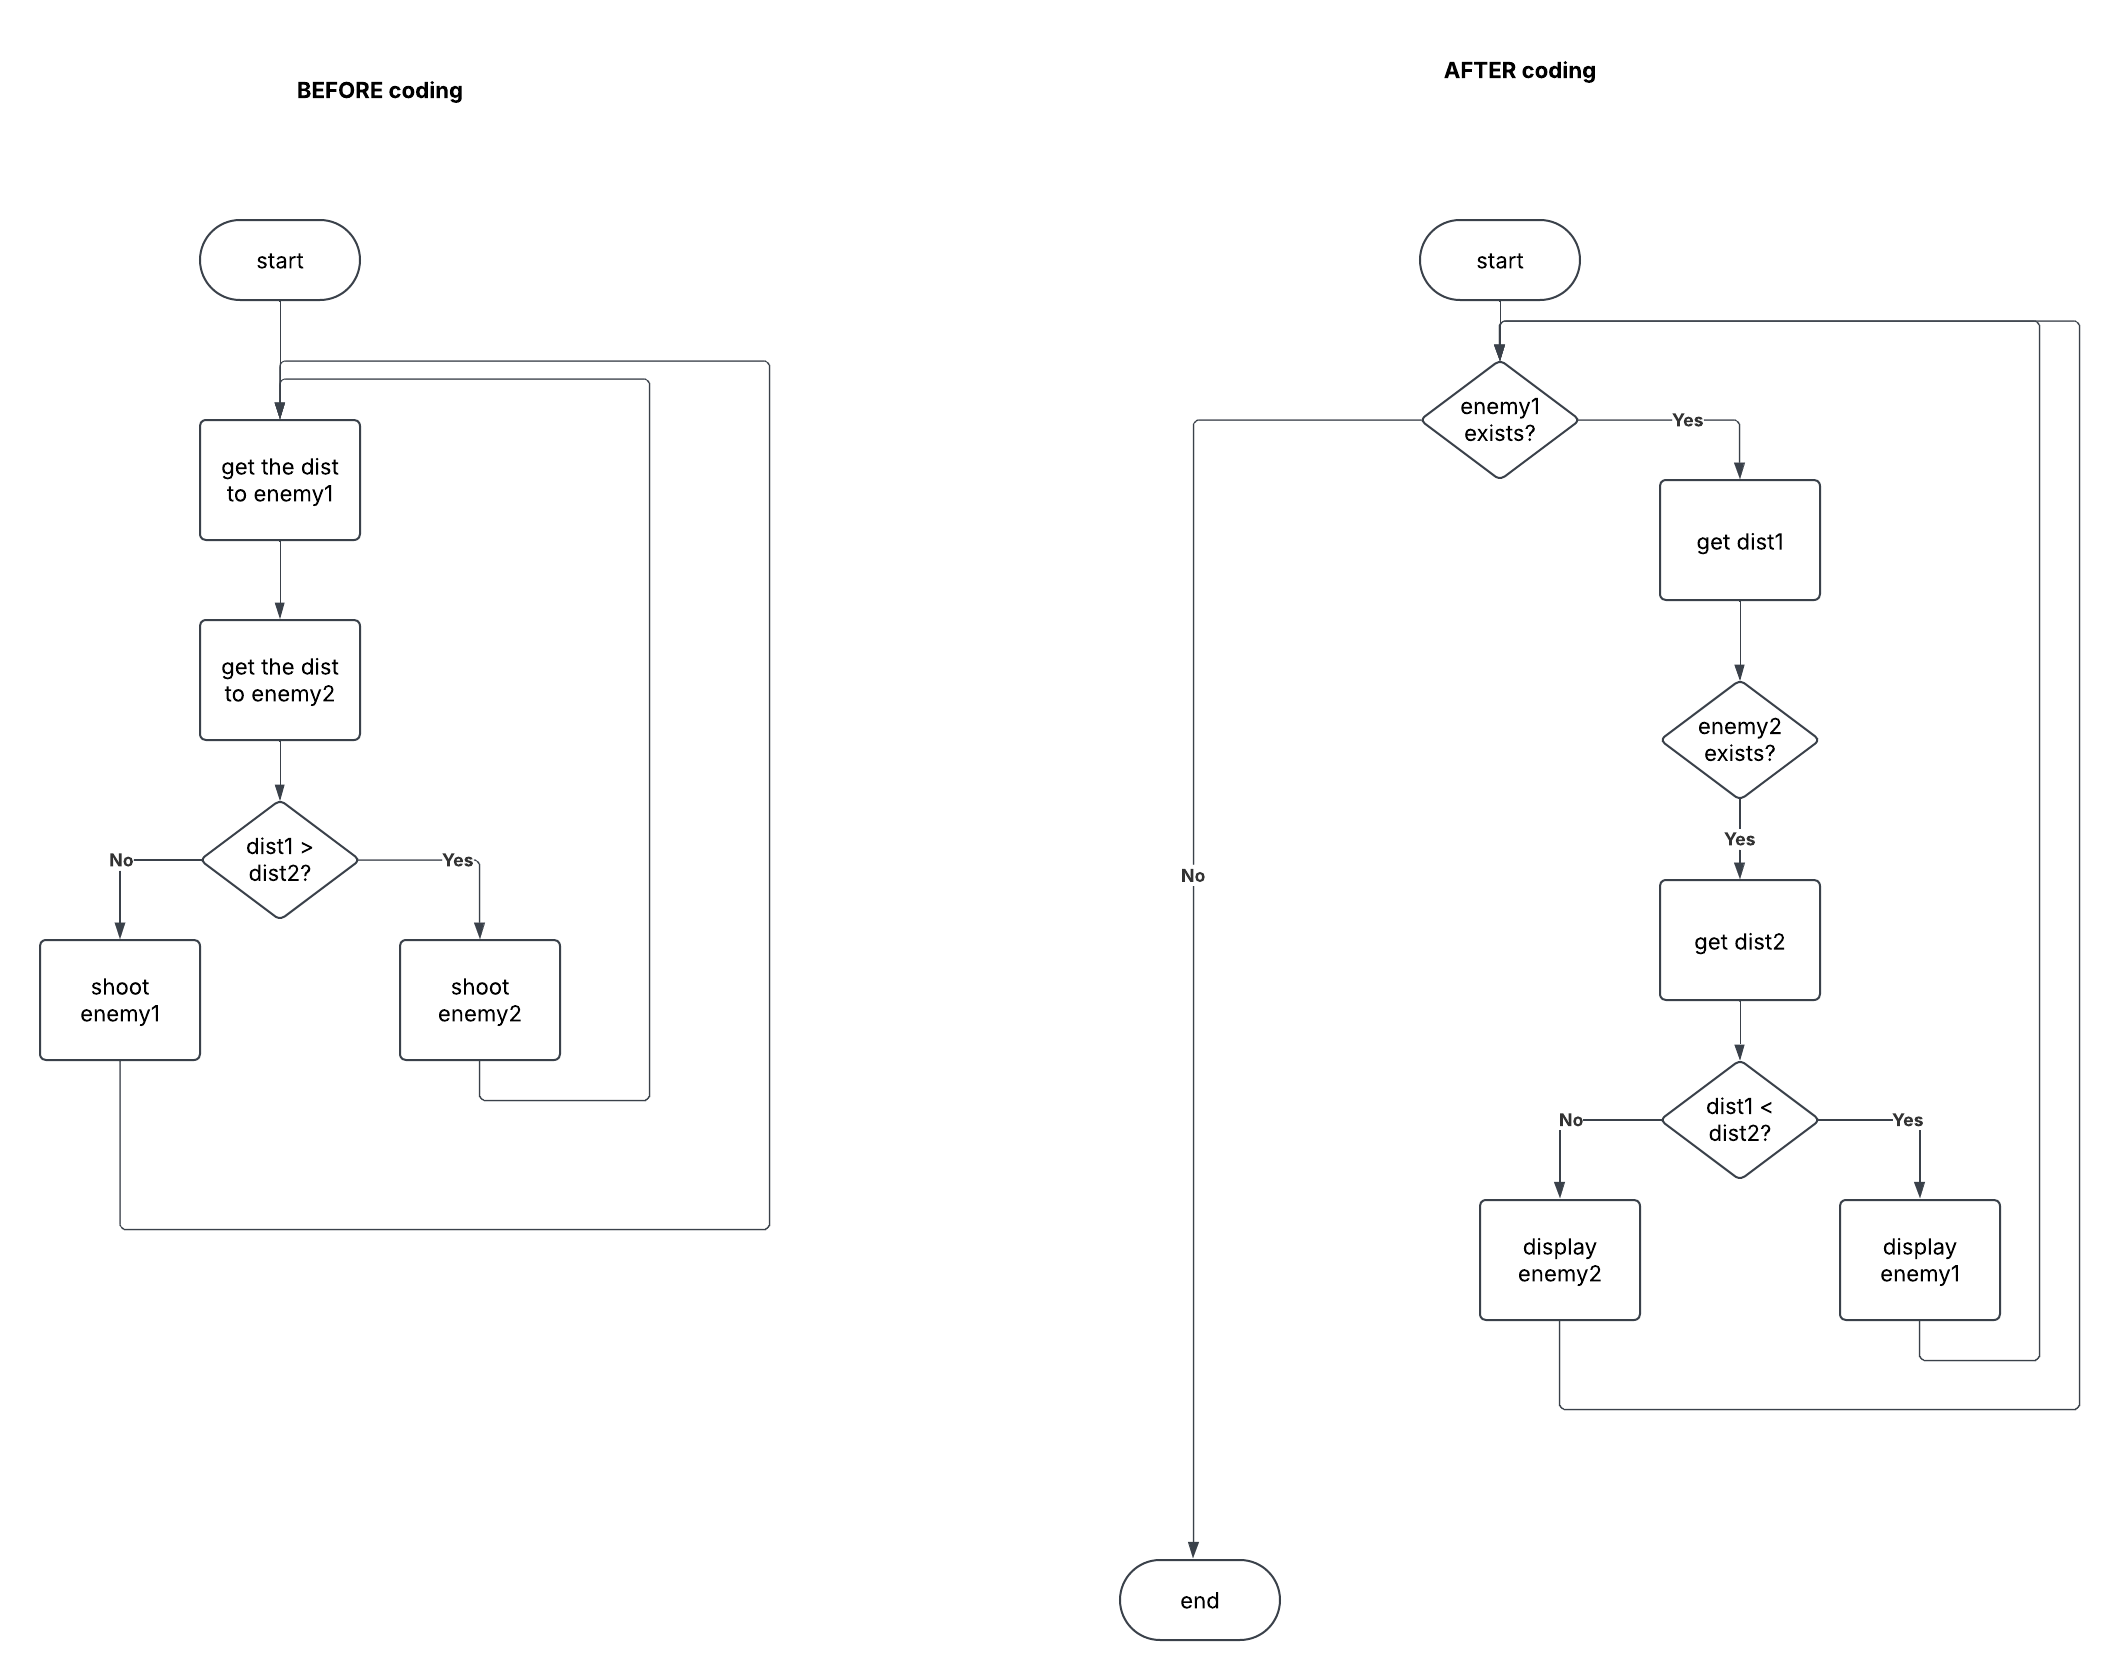 BEFORE coding
start
get the dist
to enemy1
get the dist
to enemy2
dist1 >
dist2?
No
Yes
shoot
enemy1
shoot
enemy2
AFTER coding
start
enemy1
exists?
Yes
No
get dist1
enemy2
exists?
Yes
get dist2
dist1 <
dist2?
No
Yes
display
enemy2
display
enemy1
end